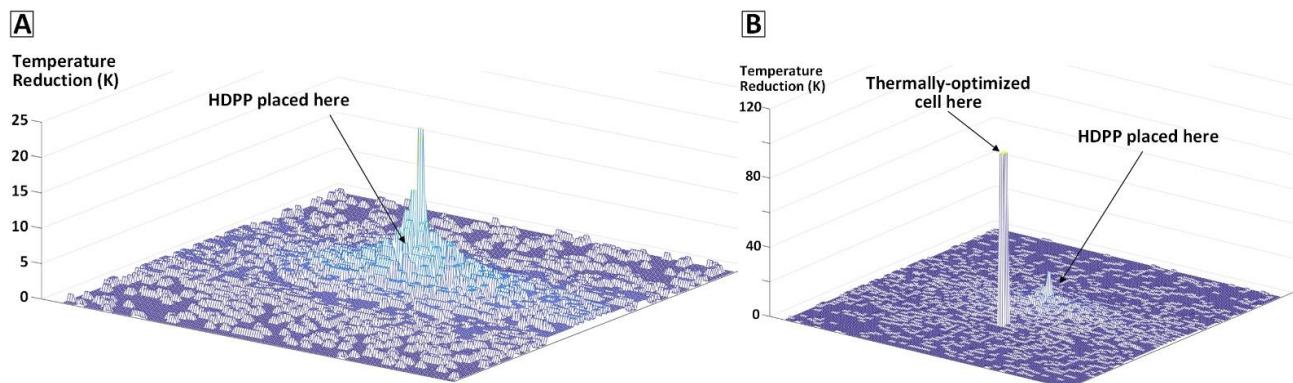 A
Temperature
Reduction (K)
HDPP placed here
25
20
15
10
5
0
B
Temperature
Reduction (K)
Thermally-optimized
cell here
HDPP placed here
120
80
40
0